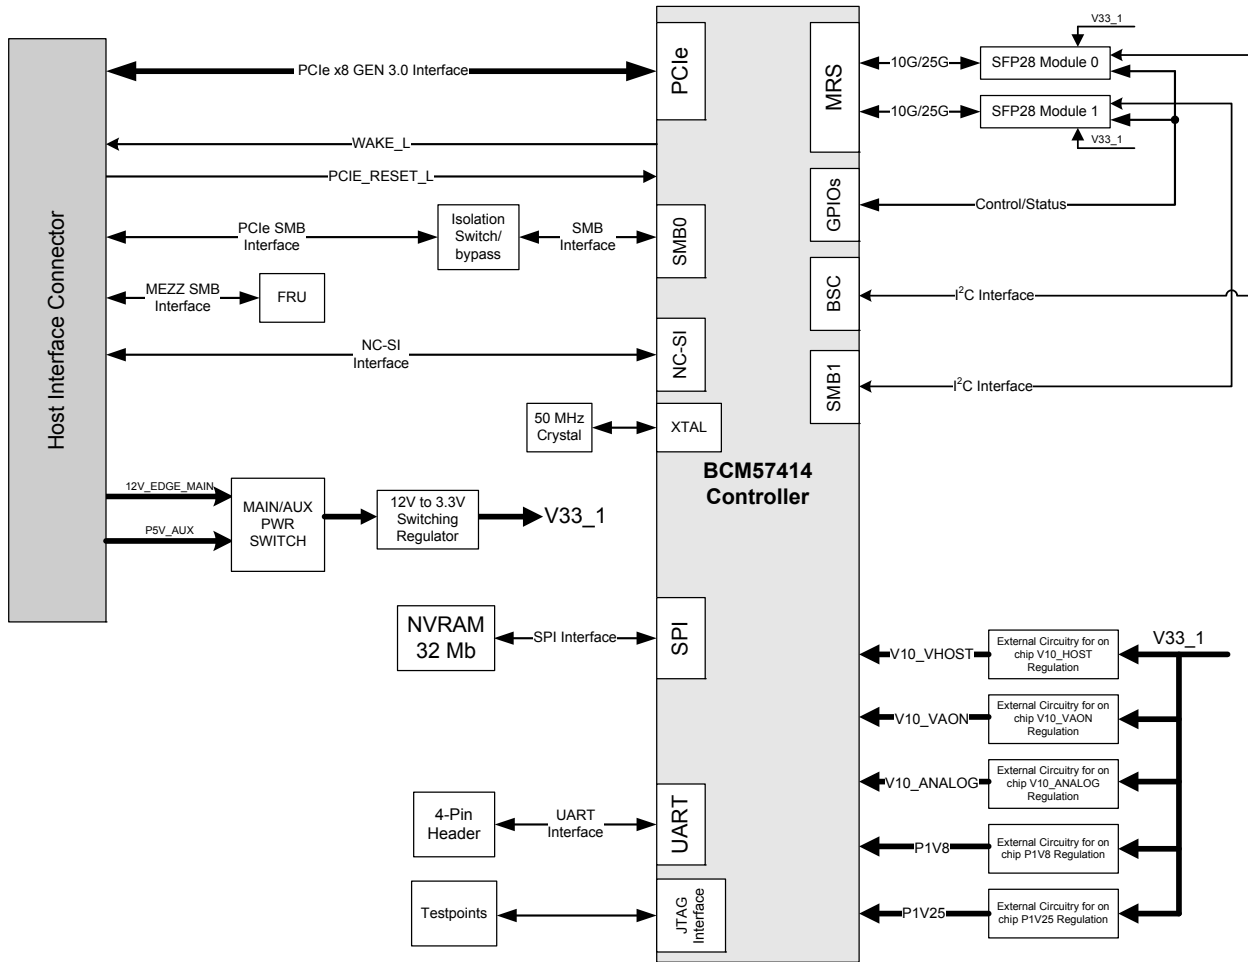 Host Interface Connector
PCIe x8 GEN 3.0 Interface
WAKE_L
PCIE_RESET_L
PCIe SMB
Interface
Isolation
Switch/
bypass
SMB
Interface
MEZZ SMB
Interface
FRU
NC-SI
Interface
50 MHz
Crystal
12V_EDGE_MAIN
P5V_AUX
MAIN/AUX
PWR
SWITCH
12V to 3.3V
Switching
Regulator
V33_1
NVRAM
32 Mb
SPI Interface
4-Pin
Header
UART
Interface
Testpoints
PCIe
SMB0
NC-SI
XTAL
SPI
UART
JTAG
Interface
BCM57414
Controller
MRS
GPIOs
BSC
SMB1
10G/25G
SFP28 Module 0
V33_1
10G/25G
SFP28 Module 1
V33_1
Control/Status
I²C Interface
I²C Interface
V33_1
V10_VHOST
External Circuitry for on
chip V10_HOST
Regulation
V10_VAON
External Circuitry for on
chip V10_VAON
Regulation
V10_ANALOG
External Circuitry for on
chip V10_ANALOG
Regulation
P1V8
External Circuitry for on
chip P1V8 Regulation
P1V25
External Circuitry for on
chip P1V25 Regulation